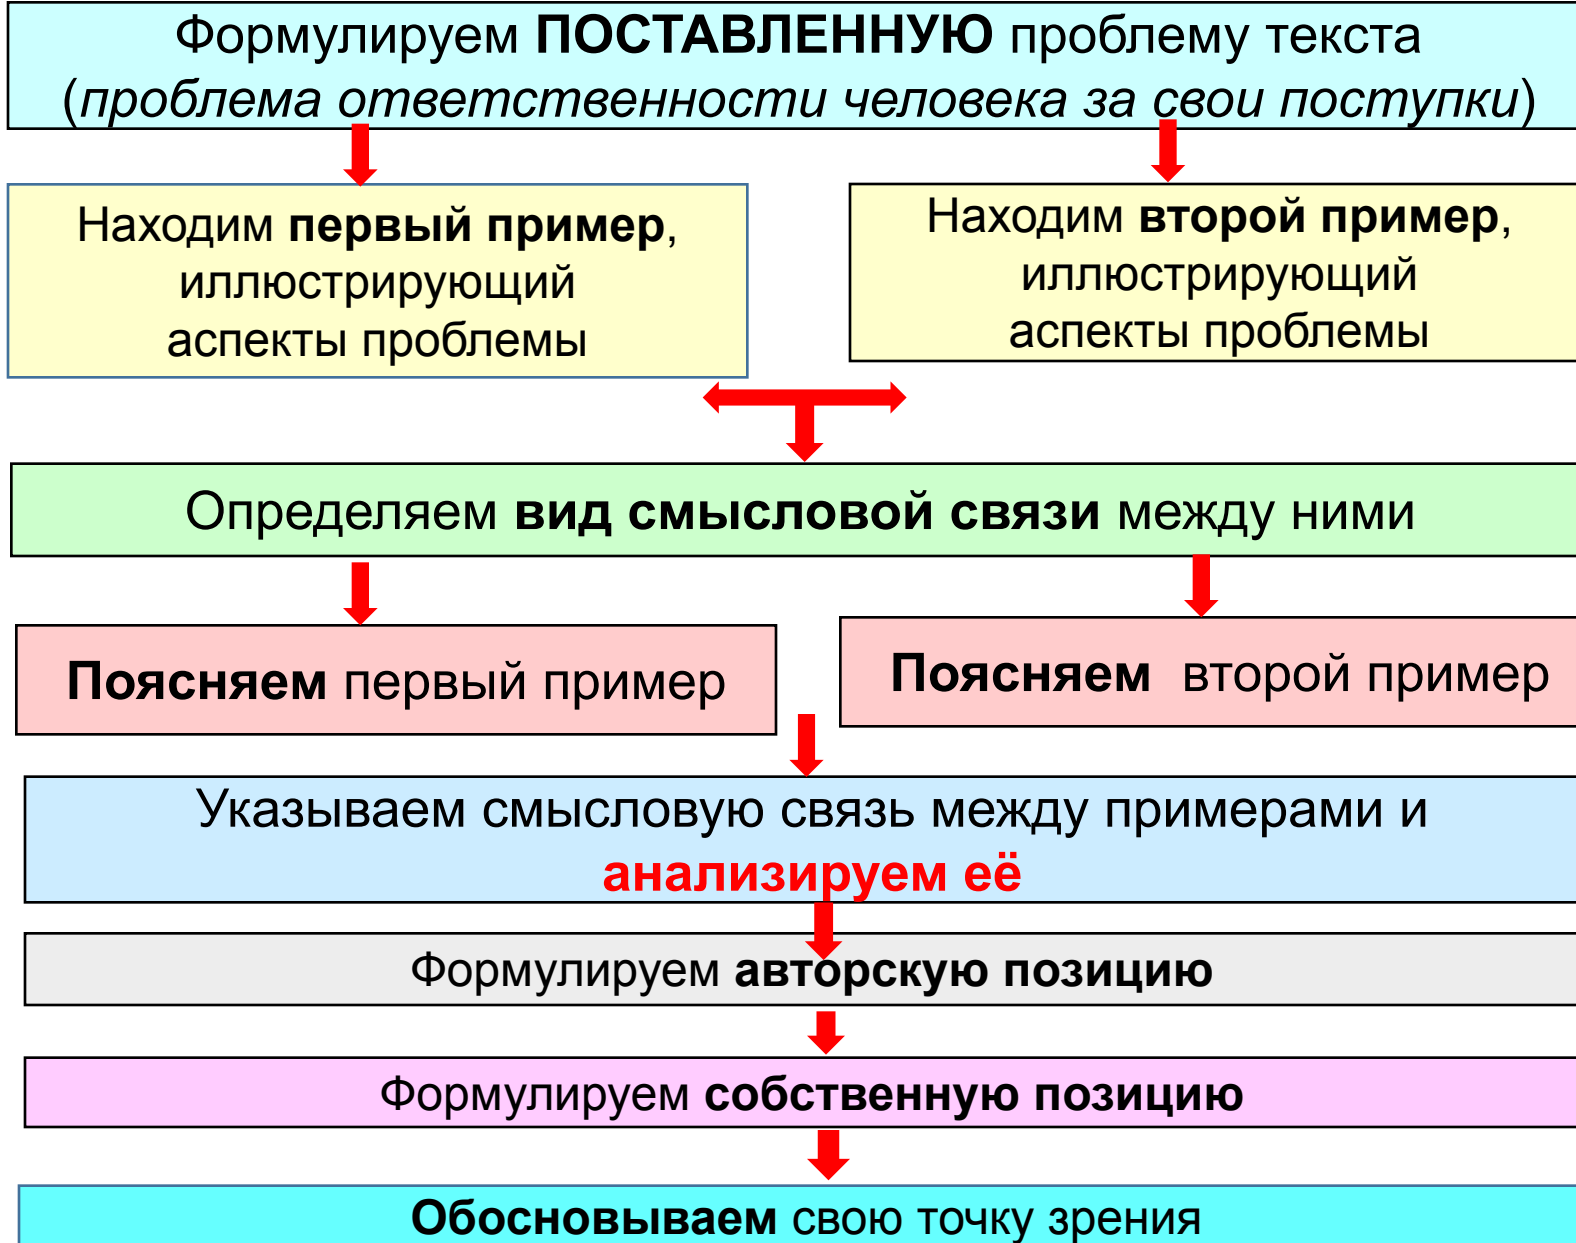 Формулируем ПОСТАВЛЕННУЮ проблему текста
(проблема ответственности человека за свои поступки)
Находим первый пример,
иллюстрирующий
аспекты проблемы
Находим второй пример,
иллюстрирующий
аспекты проблемы
Определяем вид смысловой связи между ними
Поясняем первый пример
Поясняем второй пример
Указываем смысловую связь между примерами и
анализируем её
Формулируем авторскую позицию
Формулируем собственную позицию
Обосновываем свою точку зрения